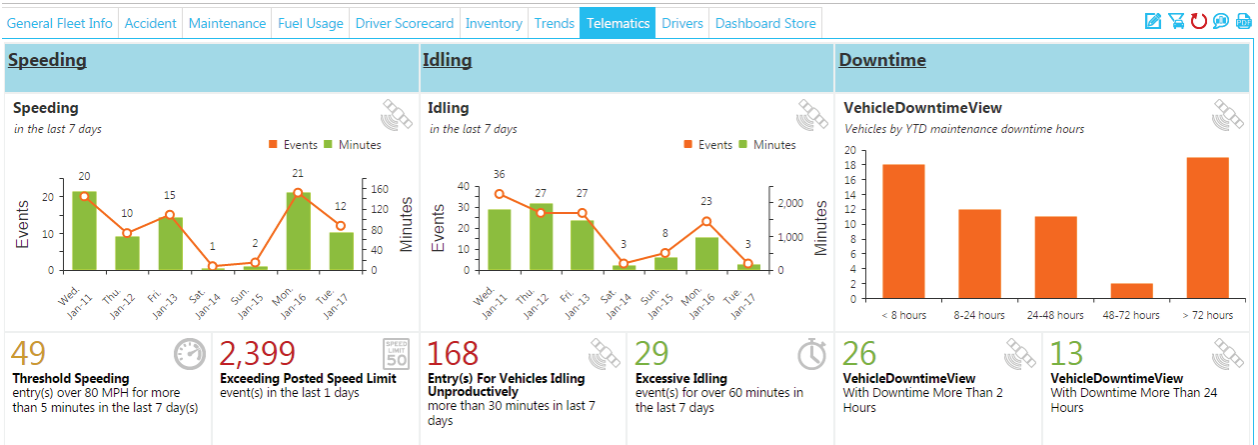 General Fleet Info Accident Maintenance Fuel Usage Driver Scorecard Inventory Trends Telematics Drivers Dashboard Store
Speeding
Speeding
in the last 7 days
Events Minutes
20
10
15
1
2
21
12
20
10
0
160
120
80
40
0
Events
Minutes
Wed. Jan-11
Thu. Jan-12
Fri. Jan-13
Sat. Jan-14
Sun. Jan-15
Mon. Jan-16
Tue. Jan-17
49
Threshold Speeding
entry(s) over 80 MPH for more
than 5 minutes in the last 7 day(s)
2,399
SPEED
LIMIT
50
Exceeding Posted Speed Limit
event(s) in the last 1 days
Idling
Idling
in the last 7 days
Events Minutes
36
27
27
3
8
23
3
40
30
20
10
0
2,000
1,000
0
Events
Minutes
Wed. Jan-11
Thu. Jan-12
Fri. Jan-13
Sat. Jan-14
Sun. Jan-15
Mon. Jan-16
Tue. Jan-17
168
Entry(s) For Vehicles Idling
Unproductively
more than 30 minutes in last 7
days
29
Excessive Idling
event(s) for over 60 minutes in
the last 7 days
Downtime
VehicleDowntimeView
Vehicles by YTD maintenance downtime hours
20
18
16
14
12
10
8
6
4
2
0
< 8 hours 8-24 hours 24-48 hours 48-72 hours > 72 hours
26
VehicleDowntimeView
With Downtime More Than 2
Hours
13
VehicleDowntimeView
With Downtime More Than 24
Hours